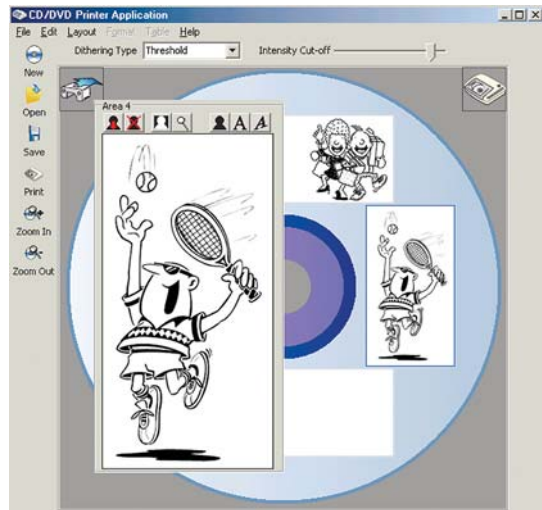 CD/DVD Printer Application
File Edit Layout Format Table Help
Dithering Type Threshold Intensity Cut-off
New
Open
Save
Print
Zoom In
Zoom Out
Area 4
A A